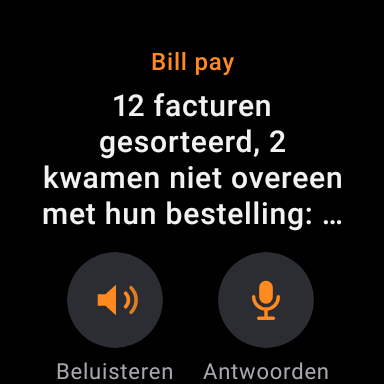 Bill pay
12 facturen
gesorteerd, 2
kwamen niet overeen
met hun bestelling: …
Beluisteren
Antwoorden